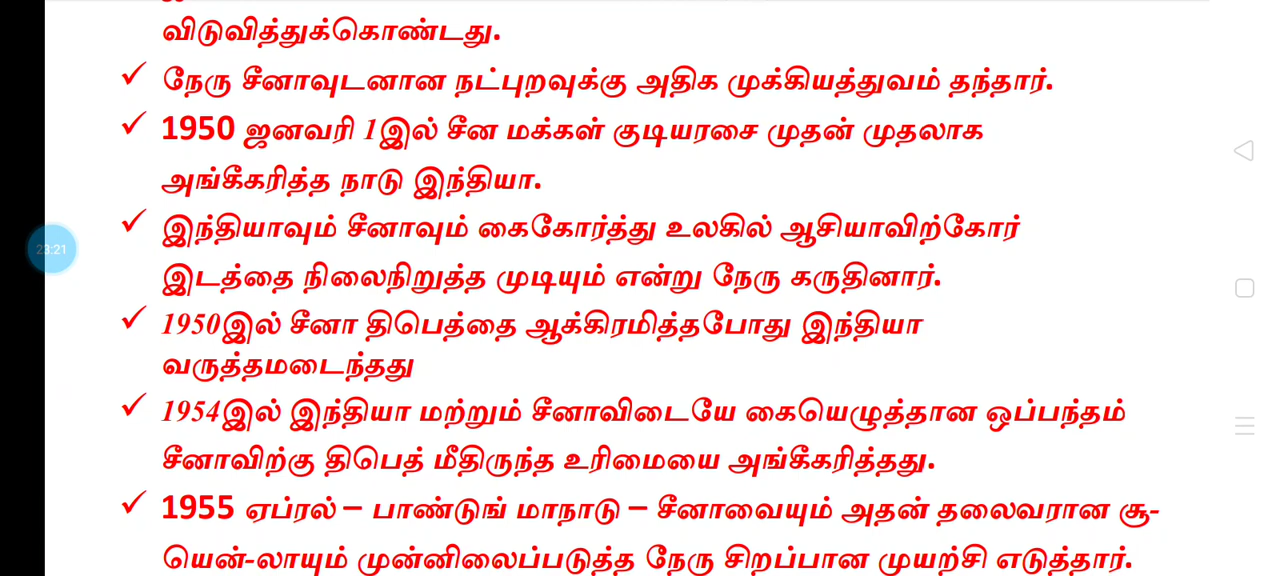 விடுவித்துக்கொண்டது.
✓ நேரு சீனாவுடனான நட்புறவுக்கு அதிக முக்கியத்துவம் தந்தார்.
✓ 1950 ஜனவரி 1இல் சீன மக்கள் குடியரசை முதன் முதலாக
அங்கீகரித்த நாடு இந்தியா.
✓ இந்தியாவும் சீனாவும் கைகோர்த்து உலகில் ஆசியாவிற்கோர்
23:21
இடத்தை நிலைநிறுத்த முடியும் என்று நேரு கருதினார்.
✓ 1950இல் சீனா திபெத்தை ஆக்கிரமித்தபோது இந்தியா
வருத்தமடைந்தது
✓ 1954இல் இந்தியா மற்றும் சீனாவிடையே கையெழுத்தான ஒப்பந்தம்
சீனாவிற்கு திபெத் மீதிருந்த உரிமையை அங்கீகரித்தது.
✓ 1955 ஏப்ரல் – பாண்டுங் மாநாடு – சீனாவையும் அதன் தலைவரான சூ-
யென்-லாயும் முன்னிலைப்படுத்த நேரு சிறப்பான முயற்சி எடுத்தார்.